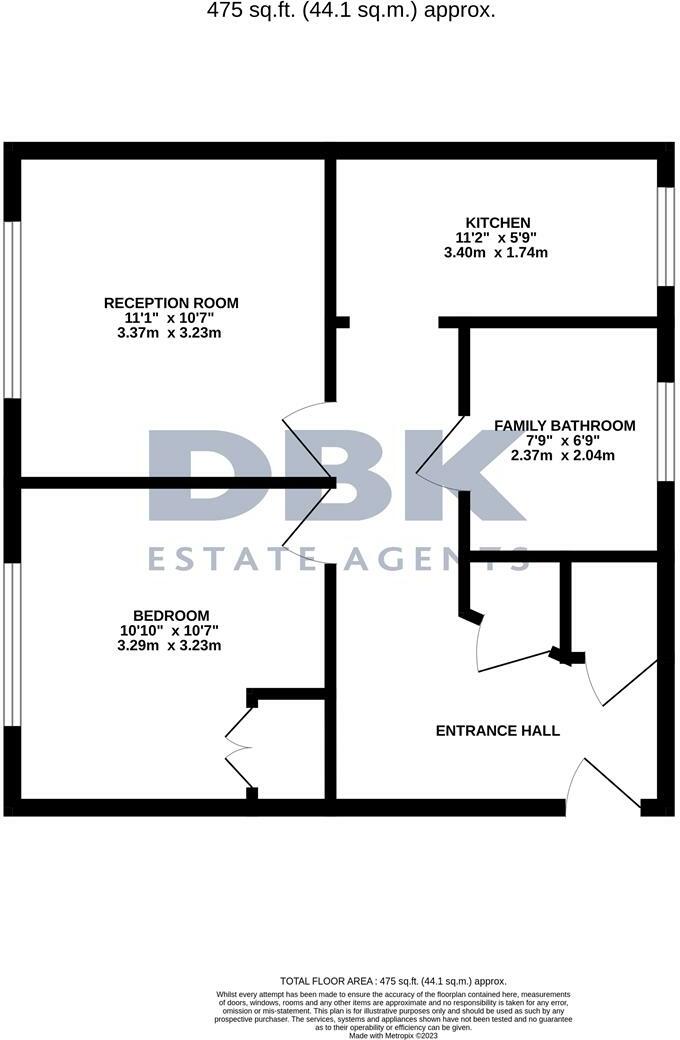 475 sq.ft. (44.1 sq.m.) approx.
KITCHEN
11'2" x 5'9"
3.40m x 1.74m
RECEPTION ROOM
11'1" x 10'7"
3.37m x 3.23m
FAMILY BATHROOM
7'9" x 6'9"
2.37m x 2.04m
DBK
ESTATE AGENTS
BEDROOM
10'10" x 10'7"
3.29m x 3.23m
ENTRANCE HALL
TOTAL FLOOR AREA : 475 sq.ft. (44.1 sq.m.) approx.
Whilst every attempt has been made to ensure the accuracy of the floorplan contained here, measurements
of doors, windows, rooms and any other items are approximate and no responsibility is taken for any error,
omission or mis-statement. This plan is for illustrative purposes only and should be used as such by any
prospective purchaser. The services, systems and appliances shown have not been tested and no guarantee
as to their operability or efficiency can be given.
Made with Metropix ©2023